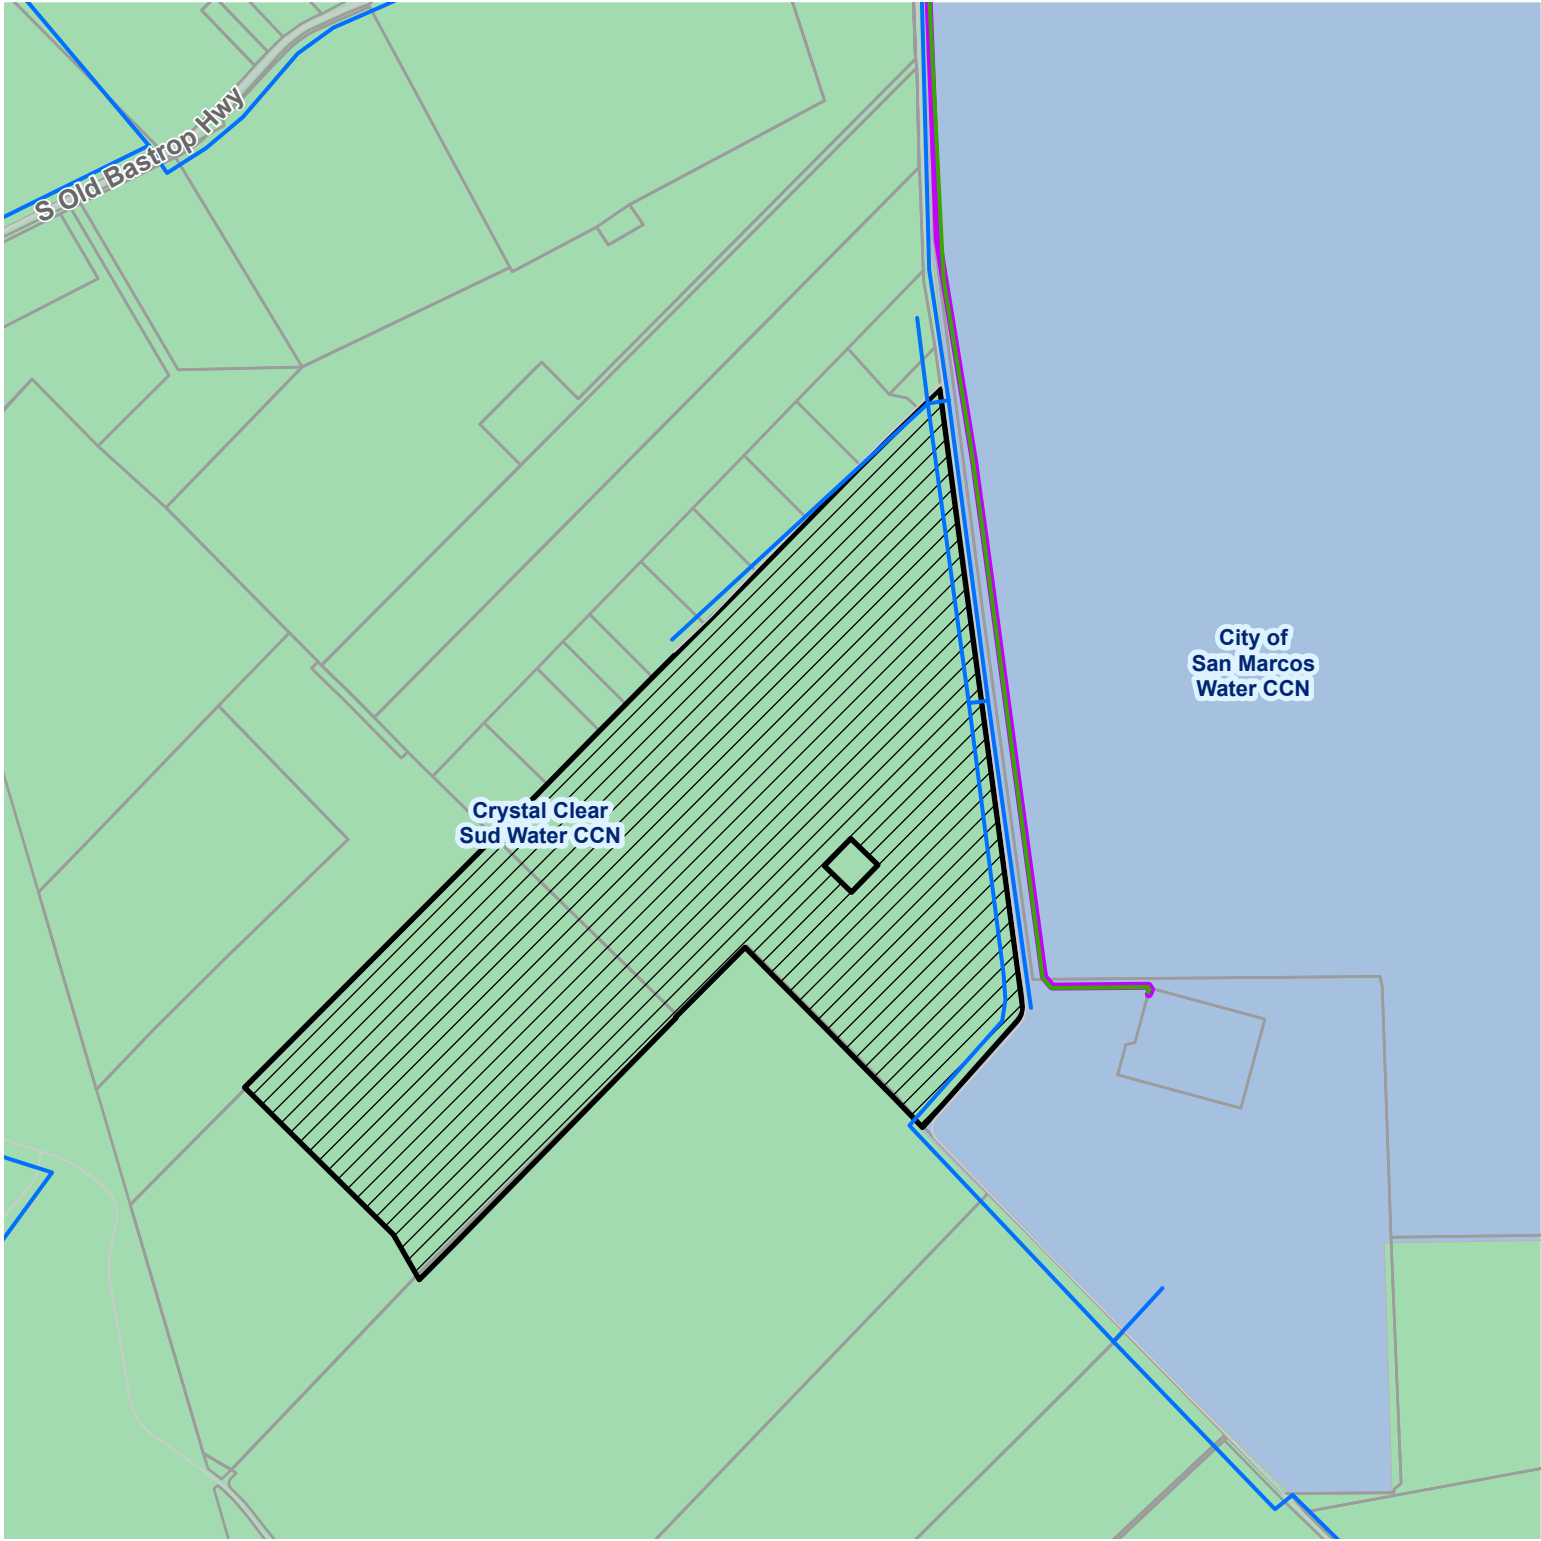 S Old Bastrop Hwy
City of
San Marcos
Water CCN
Crystal Clear
Sud Water CCN